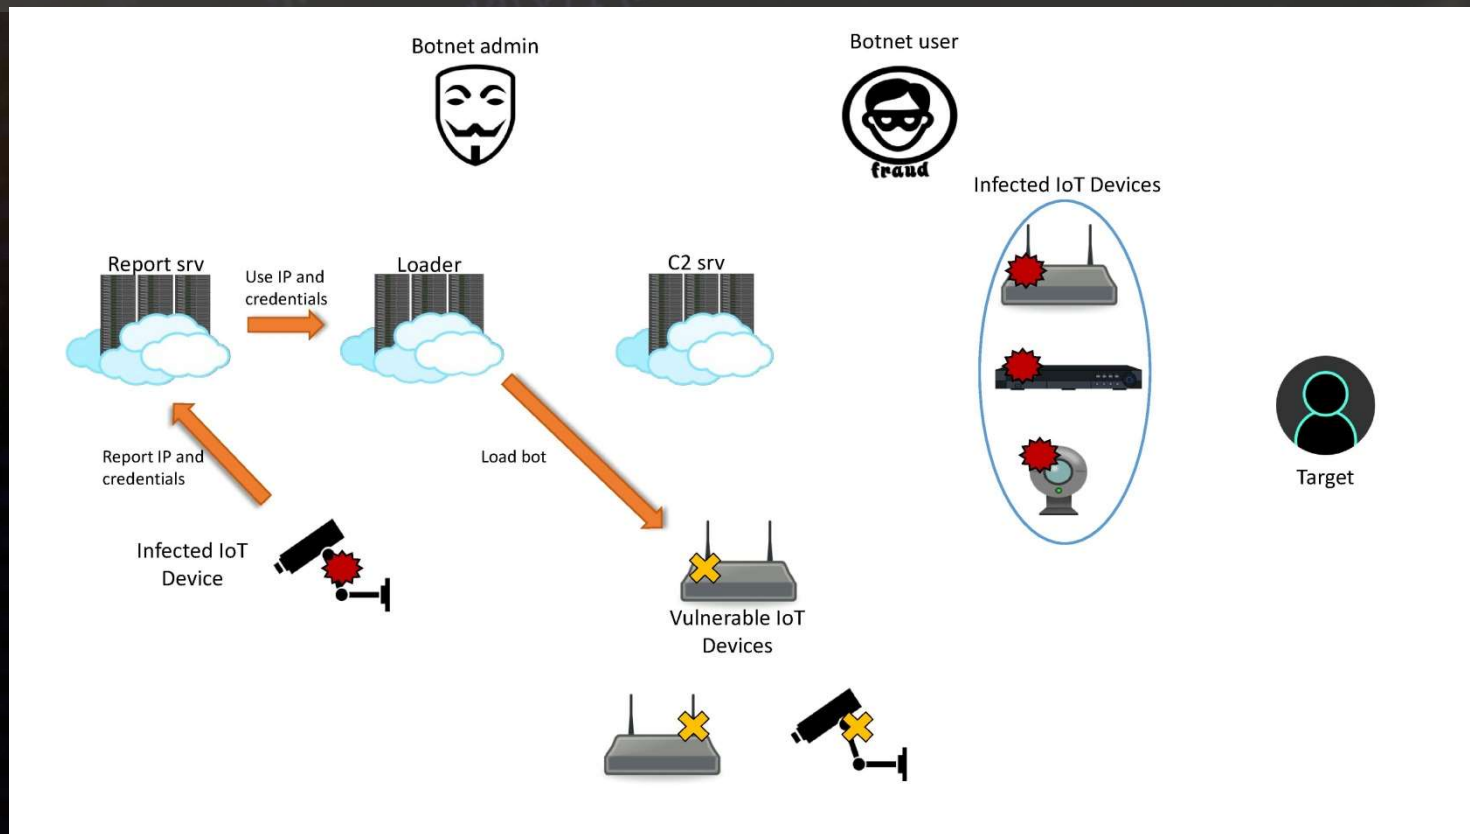 Botnet admin
Botnet user
fraud
Infected IoT Devices
Report srv
Use IP and
credentials
Loader
C2 srv
Report IP and
credentials
Load bot
Target
Infected IoT
Device
Vulnerable IoT
Devices